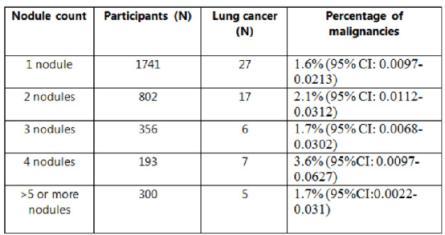 Nodule count Participants (N) Lung cancer (N) Percentage of malignancies
1 nodule 1741 27 1.6% (95% CI: 0.0097-
0.0213)
2 nodules 802 17 2.1% (95% CI: 0.0112-
0.0312)
3 nodules 356 6 1.7% (95% CI: 0.0068-
0.0302)
4 nodules 193 7 3.6% (95%CI: 0.0097-
0.0627)
>5 or more nodules 300 5 1.7% (95%CI:0.0022-
0.031)